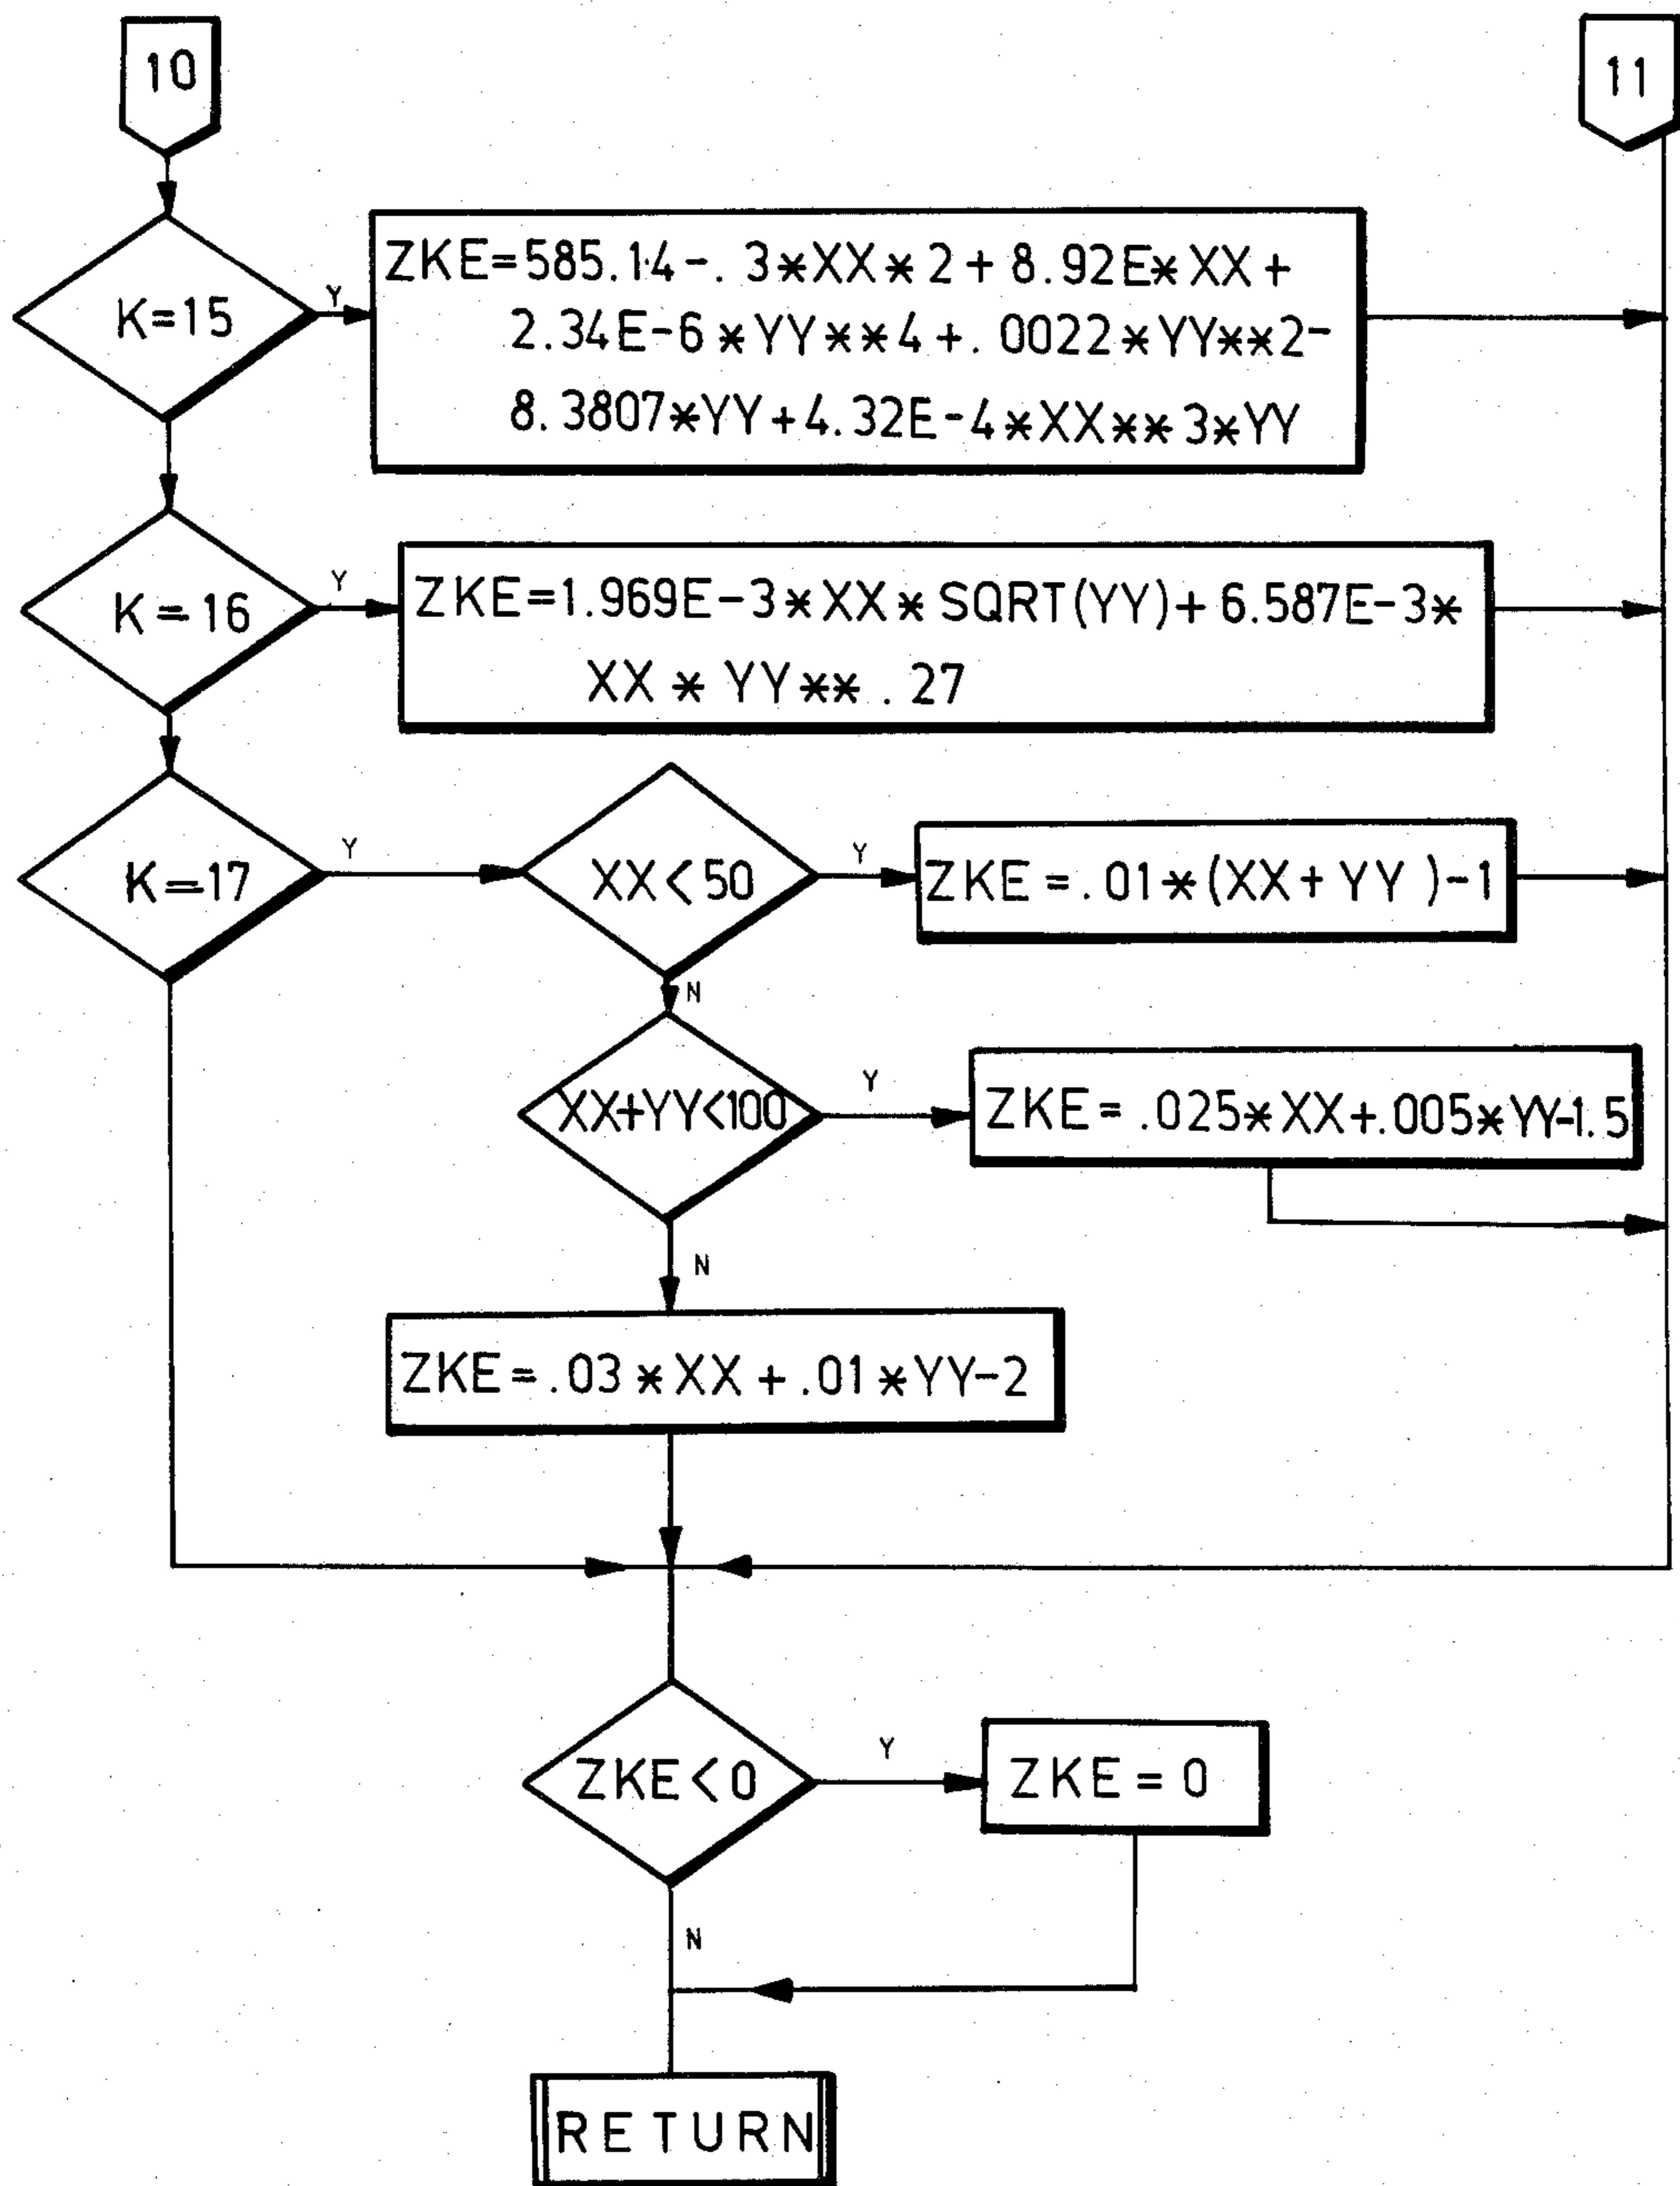 10
11
K=15
Y
ZKE=585.14-.3*XX*2+8.92E*XX+
2.34E-6*YY**4+.0022*YY**2-
8.3807*YY+4.32E-4*XX**3*YY
K=16
Y
ZKE=1.969E-3*XX*SQRT(YY)+6.587E-3*
XX*YY**.27
K=17
Y
XX<50
Y
ZKE=.01*(XX+YY)-1
N
XX+YY<100
Y
ZKE=.025*XX+.005*YY-1.5
N
ZKE=.03*XX+.01*YY-2
ZKE<0
Y
ZKE=0
N
RETURN